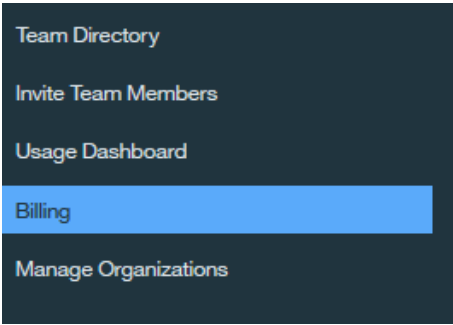 Team Directory
Invite Team Members
Usage Dashboard
Billing
Manage Organizations